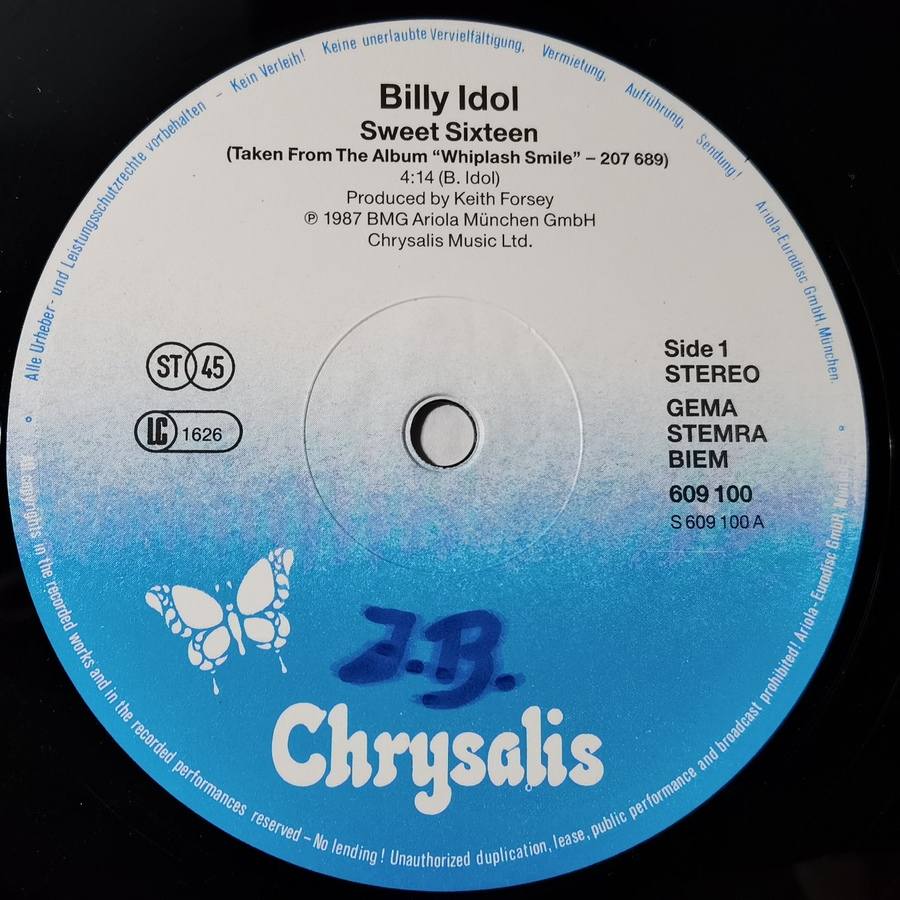 Alle Urheber- und Leistungsschutzrechte vorbehalten – Kein Verleih! Keine unerlaubte Vervielfältigung, Vermietung, Aufführung, Sendung! Ariola-Eurodisc GmbH, München.
Billy Idol
Sweet Sixteen
(Taken From The Album “Whiplash Smile” – 207 689)
4:14 (B. Idol)
Produced by Keith Forsey
℗ 1987 BMG Ariola München GmbH
Chrysalis Music Ltd.
ST 45
LC 1626
Side 1
STEREO
GEMA
STEMRA
BIEM
609 100
S 609 100 A
J.B.
Chrysalis
All copyrights in the recorded works and in the recorded performances reserved – No lending! Unauthorized duplication, lease, public performance and broadcast prohibited! Ariola-Eurodisc GmbH,